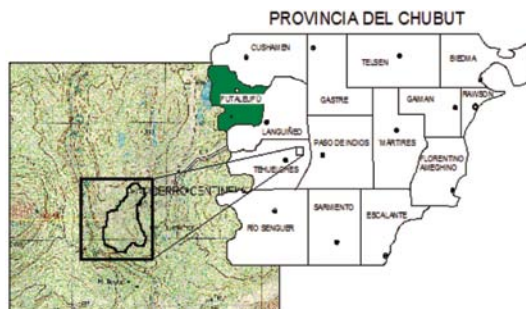 PROVINCIA DEL CHUBUT
CUSHAMEN
TELSEN
BIEDMA
FUTALEUFÚ
GASTRE
GAIMAN
RAWSON
LANGUIÑEO
PASO DE INDIOS
MARTIRES
FLORENTINO
AMEGHINO
TEHUELCHES
CERRO CENTINELA
RIO SENGUER
SARMIENTO
ESCALANTE